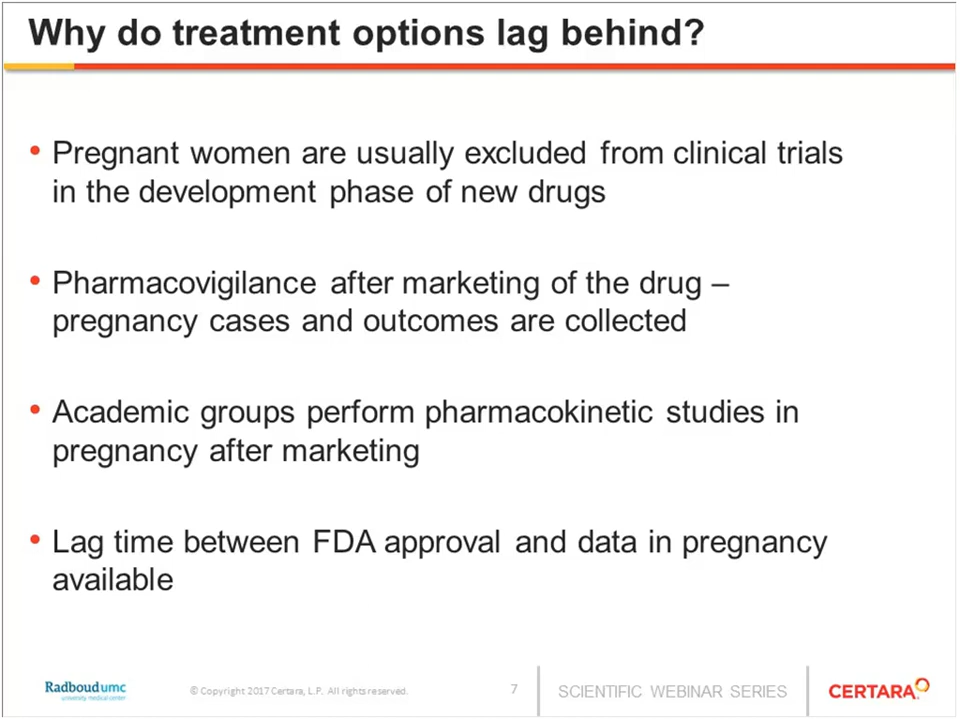 Why do treatment options lag behind?
• Pregnant women are usually excluded from clinical trials
in the development phase of new drugs
• Pharmacovigilance after marketing of the drug –
pregnancy cases and outcomes are collected
• Academic groups perform pharmacokinetic studies in
pregnancy after marketing
• Lag time between FDA approval and data in pregnancy
available
Radboudumc
university medical center
© Copyright 2017 Certara, L.P. All rights reserved.
7
SCIENTIFIC WEBINAR SERIES
CERTARA